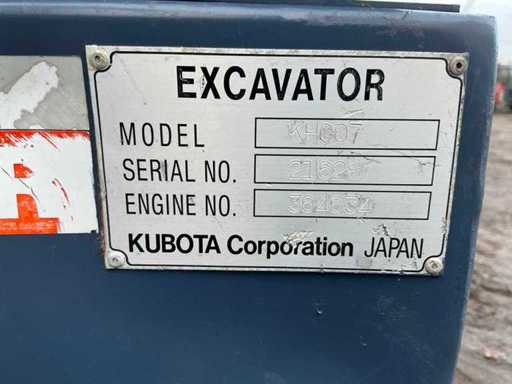 EXCAVATOR
MODEL
SERIAL NO.
ENGINE NO.
KUBOTA Corporation JAPAN